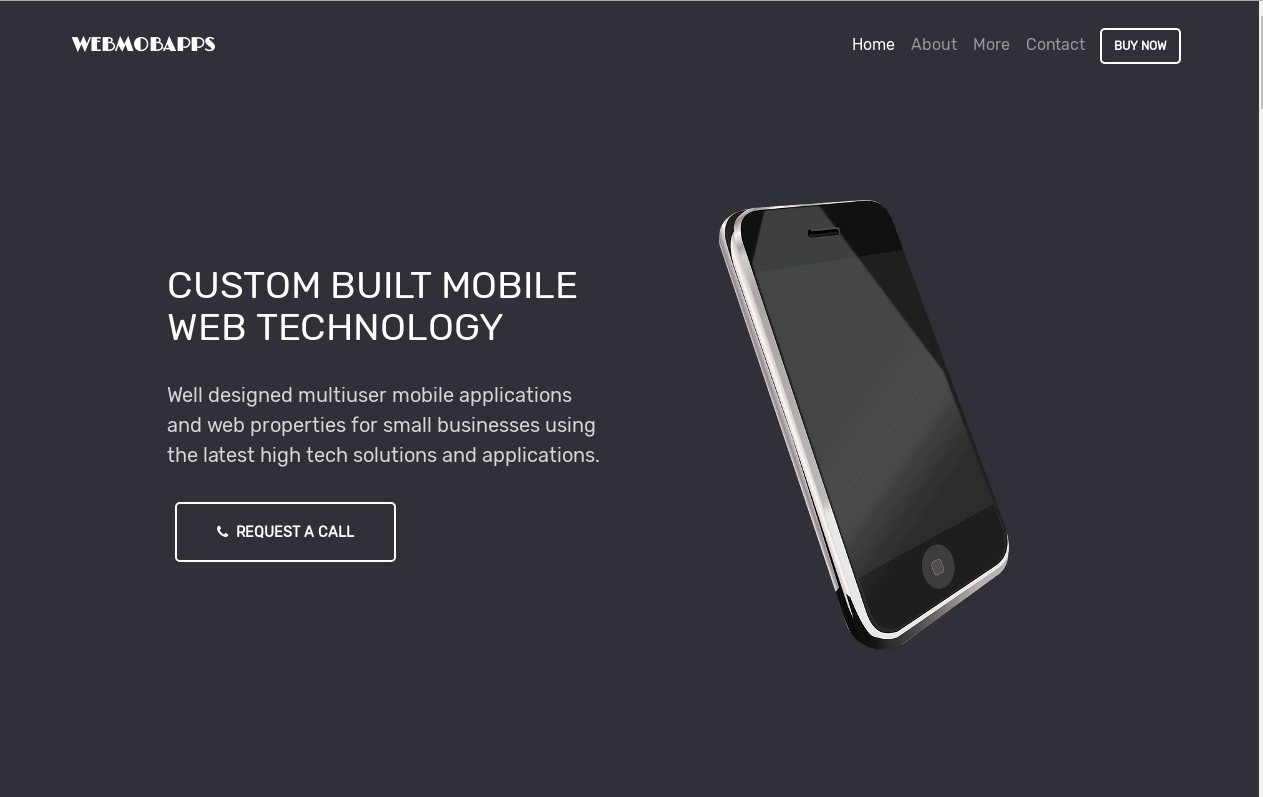 WEBMOBAPPS
Home About More Contact BUY NOW
CUSTOM BUILT MOBILE
WEB TECHNOLOGY
Well designed multiuser mobile applications
and web properties for small businesses using
the latest high tech solutions and applications.
REQUEST A CALL